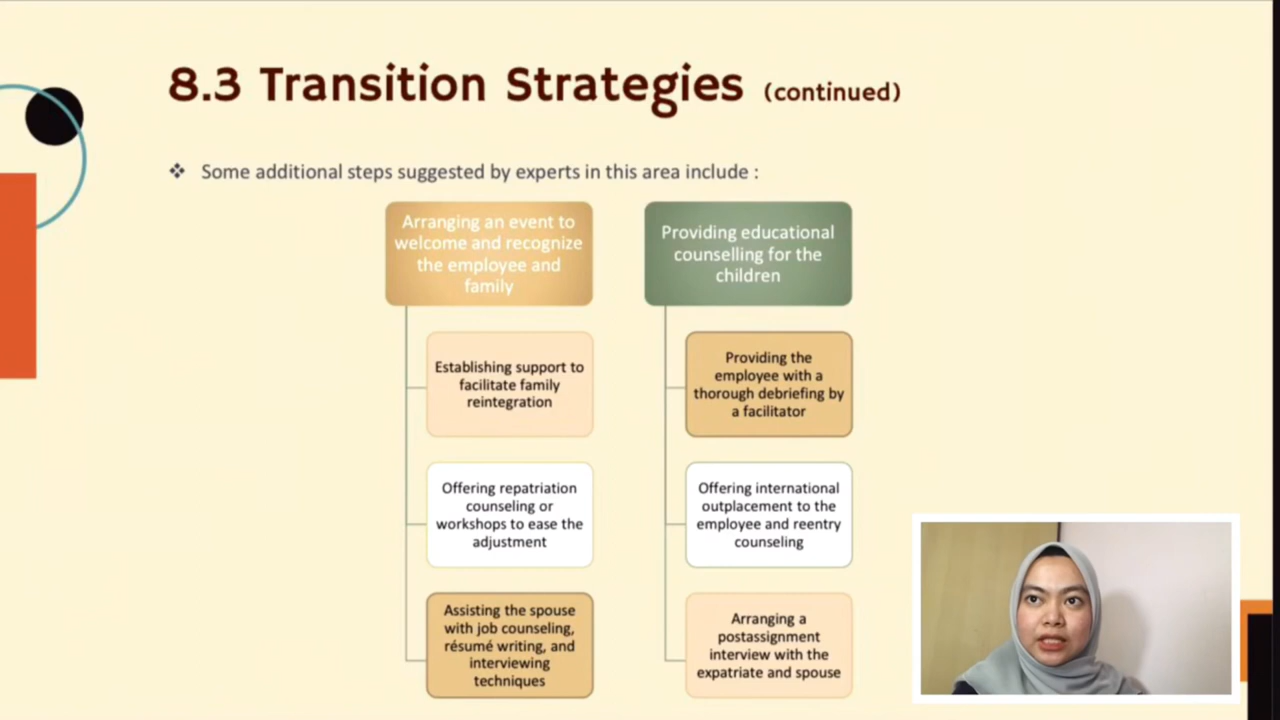 8.3 Transition Strategies (continued)
❖ Some additional steps suggested by experts in this area include :
Arranging an event to
welcome and recognize
the employee and
family
Establishing support to
facilitate family
reintegration
Offering repatriation
counseling or
workshops to ease the
adjustment
Assisting the spouse
with job counseling,
résumé writing, and
interviewing
techniques
Providing educational
counselling for the
children
Providing the
employee with a
thorough debriefing by
a facilitator
Offering international
outplacement to the
employee and reentry
counseling
Arranging a
postassignment
interview with the
expatriate and spouse